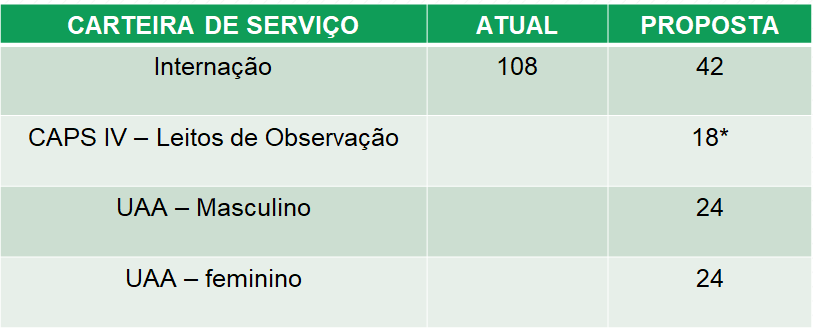 CARTEIRA DE SERVIÇO ATUAL PROPOSTA
Internação 108 42
CAPS IV – Leitos de Observação 18*
UAA – Masculino 24
UAA – feminino 24